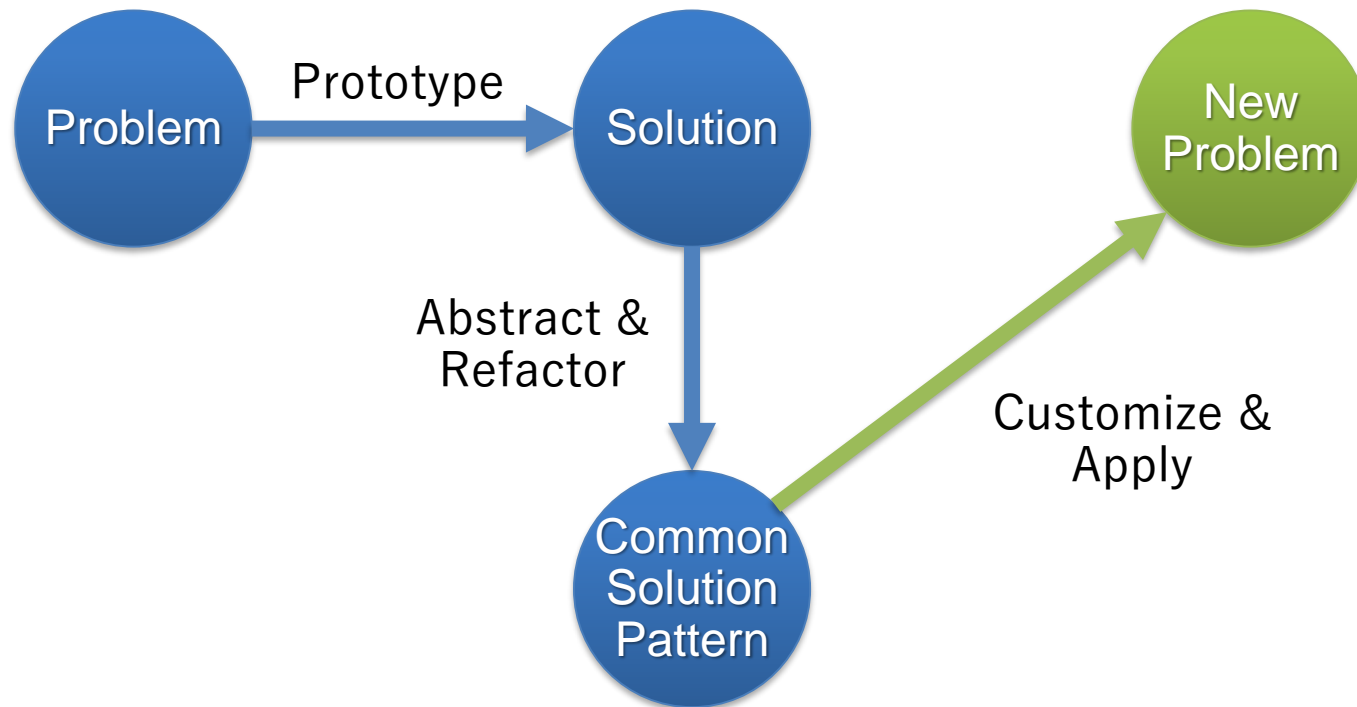 Problem
Prototype
Solution
New
Problem
Abstract &
Refactor
Customize &
Apply
Common
Solution
Pattern